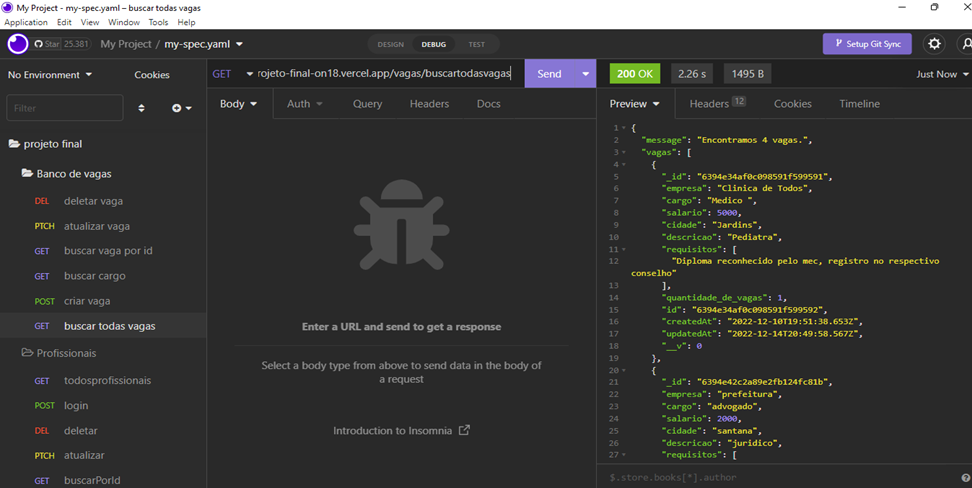 My Project - my-spec.yaml – buscar todas vagas
Application Edit View Window Tools Help
Star 25.381 My Project / my-spec.yaml
DESIGN DEBUG TEST
Setup Git Sync
No Environment Cookies
Filter
projeto final
Banco de vagas
DEL deletar vaga
PTCH atualizar vaga
GET buscar vaga por id
GET buscar cargo
POST criar vaga
GET buscar todas vagas
Profissionais
GET todosprofissionais
POST login
DEL deletar
PTCH atualizar
GET buscarPorId
GET rojeto-final-on18.vercel.app/vagas/buscartodasvagas Send
Body Auth Query Headers Docs
Enter a URL and send to get a response
Select a body type from above to send data in the body of
a request
Introduction to Insomnia
200 OK 2.26 s 1495 B Just Now
Preview Headers 12 Cookies Timeline
1 {
2 "message": "Encontramos 4 vagas.",
3 "vagas": [
4 {
5 "_id": "6394e34af0c098591f599591",
6 "empresa": "Clinica de Todos",
7 "cargo": "Medico ",
8 "salario": 5000,
9 "cidade": "Jardins",
10 "descricao": "Pediatra",
11 "requisitos": [
12 "Diploma reconhecido pelo mec, registro no respectivo
conselho"
13 ],
14 "quantidade_de_vagas": 1,
15 "id": "6394e34af0c098591f599592",
16 "createdAt": "2022-12-10T19:51:38.653Z",
17 "updatedAt": "2022-12-14T20:49:58.567Z",
18 "__v": 0
19 },
20 {
21 "_id": "6394e42c2a89e2fb124fc81b",
22 "empresa": "prefeitura",
23 "cargo": "advogado",
24 "salario": 2000,
25 "cidade": "santana",
26 "descricao": "juridico",
27 "requisitos": [
$.store.books[*].author